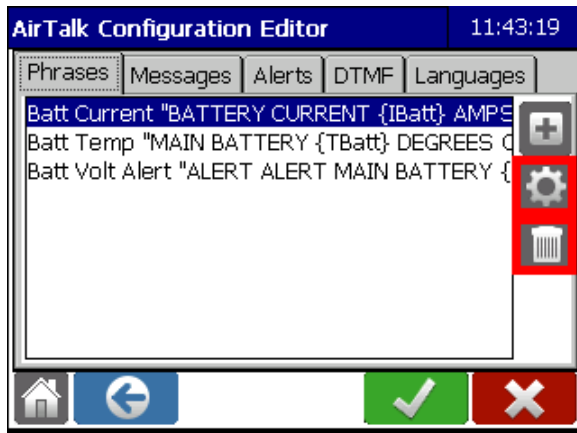 AirTalk Configuration Editor 11:43:19
Phrases Messages Alerts DTMF Languages
Batt Current "BATTERY CURRENT {IBatt} AMPS
Batt Temp "MAIN BATTERY {TBatt} DEGREES C
Batt Volt Alert "ALERT ALERT MAIN BATTERY {